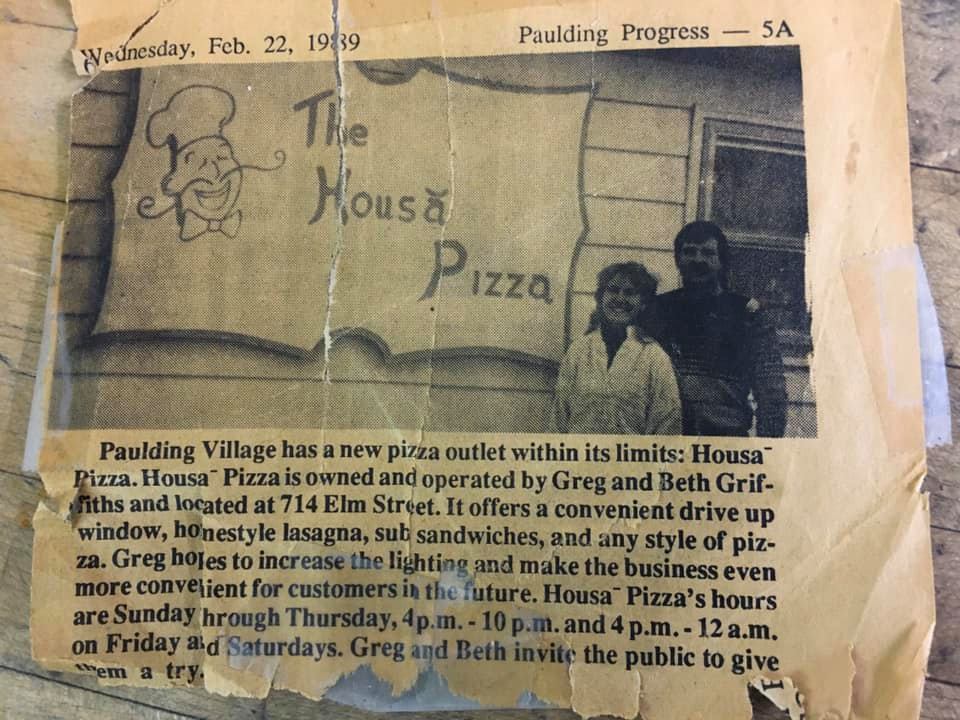 Wednesday, Feb. 22, 1989
Paulding Progress — 5A
The
Housă
Pizza
Paulding Village has a new pizza outlet within its limits: Housa¯
Pizza. Housa¯ Pizza is owned and operated by Greg and Beth Grif-
fiths and located at 714 Elm Street. It offers a convenient drive up
window, homestyle lasagna, sub sandwiches, and any style of piz-
za. Greg hopes to increase the lighting and make the business even
more convenient for customers in the future. Housa¯ Pizza's hours
are Sunday through Thursday, 4p.m. - 10 p.m. and 4 p.m. - 12 a.m.
on Friday and Saturdays. Greg and Beth invite the public to give
them a try.